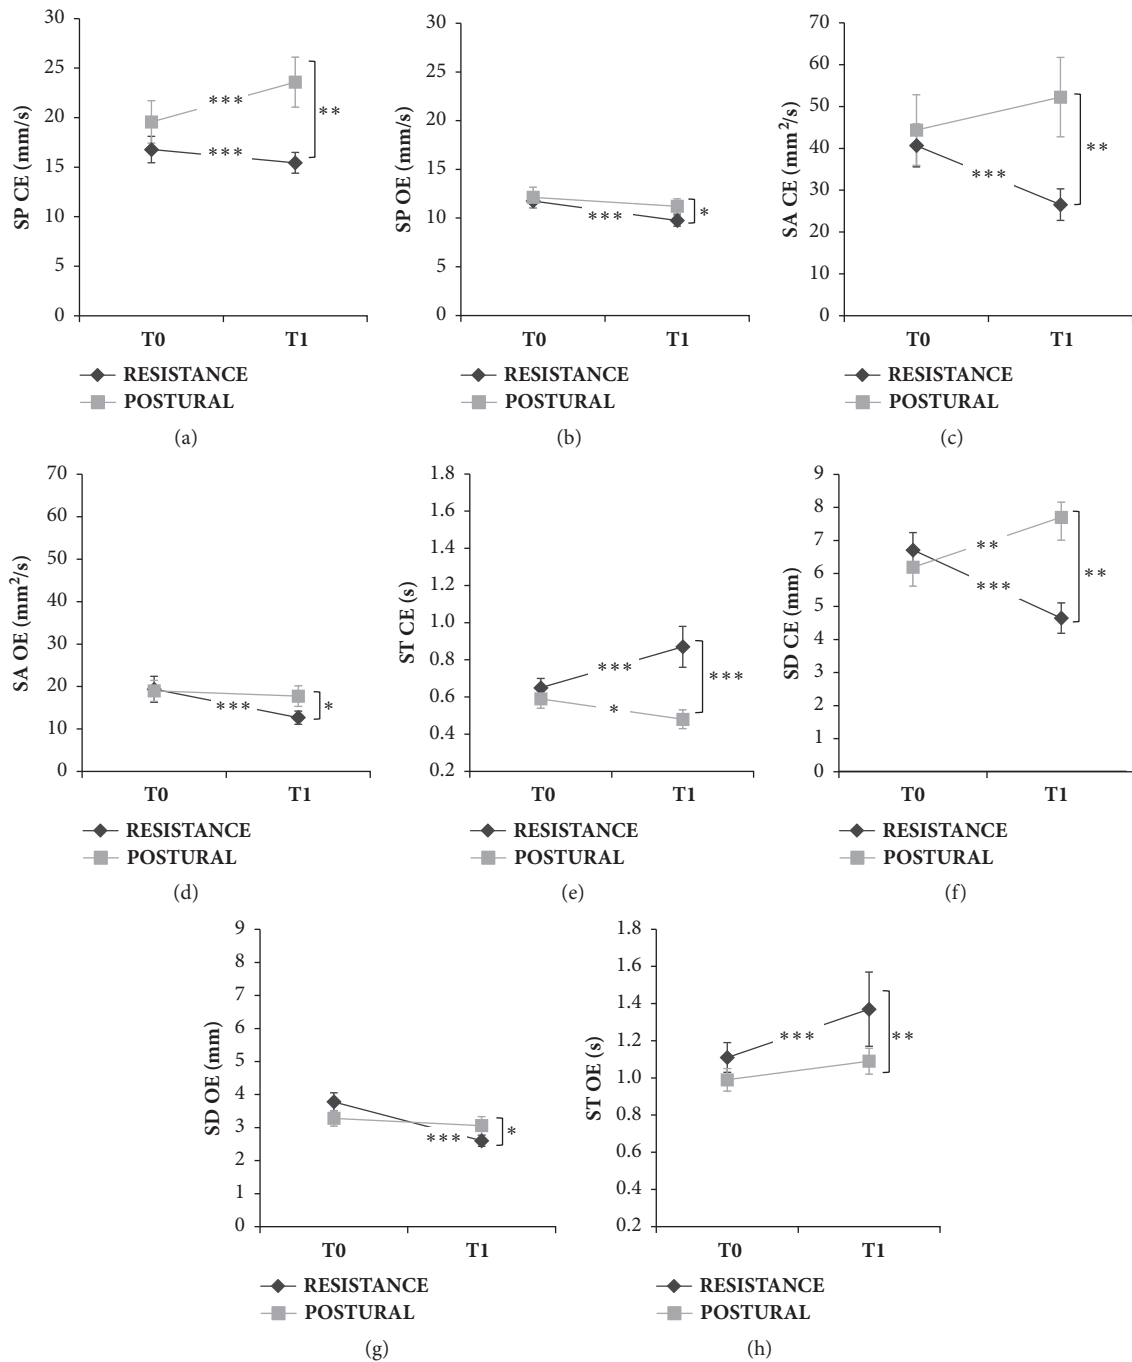 30
25
20
15
10
5
0
SP CE (mm/s)
***
***
**
T0 T1
RESISTANCE
POSTURAL
(a)
30
25
20
15
10
5
0
SP OE (mm/s)
***
*
T0 T1
RESISTANCE
POSTURAL
(b)
70
60
50
40
30
20
10
0
SA CE (mm²/s)
***
**
T0 T1
RESISTANCE
POSTURAL
(c)
70
60
50
40
30
20
10
0
SA OE (mm²/s)
***
*
T0 T1
RESISTANCE
POSTURAL
(d)
1.8
1.6
1.4
1.2
1.0
0.8
0.6
0.4
0.2
ST CE (s)
***
*
***
T0 T1
RESISTANCE
POSTURAL
(e)
9
8
7
6
5
4
3
2
1
0
SD CE (mm)
**
***
**
T0 T1
RESISTANCE
POSTURAL
(f)
9
8
7
6
5
4
3
2
1
0
SD OE (mm)
***
*
T0 T1
RESISTANCE
POSTURAL
(g)
1.8
1.6
1.4
1.2
1.0
0.8
0.6
0.4
0.2
ST OE (s)
***
**
T0 T1
RESISTANCE
POSTURAL
(h)